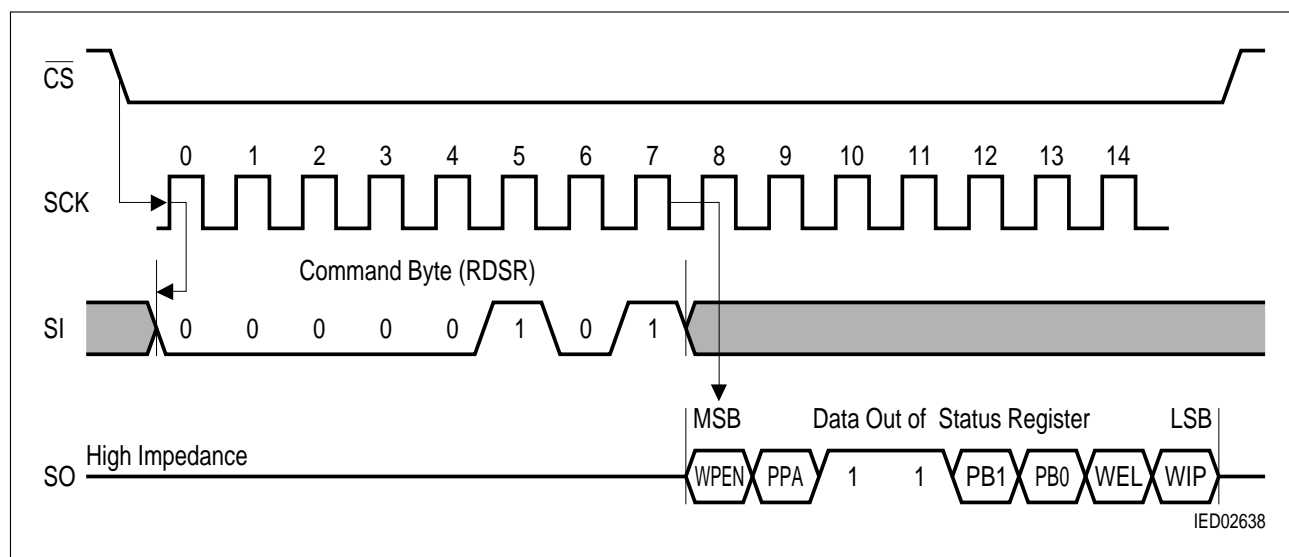 CS
0 1 2 3 4 5 6 7 8 9 10 11 12 13 14
SCK
Command Byte (RDSR)
SI 0 0 0 0 0 1 0 1
MSB Data Out of Status Register LSB
High Impedance
SO WPEN PPA 1 1 PB1 PB0 WEL WIP
IED02638